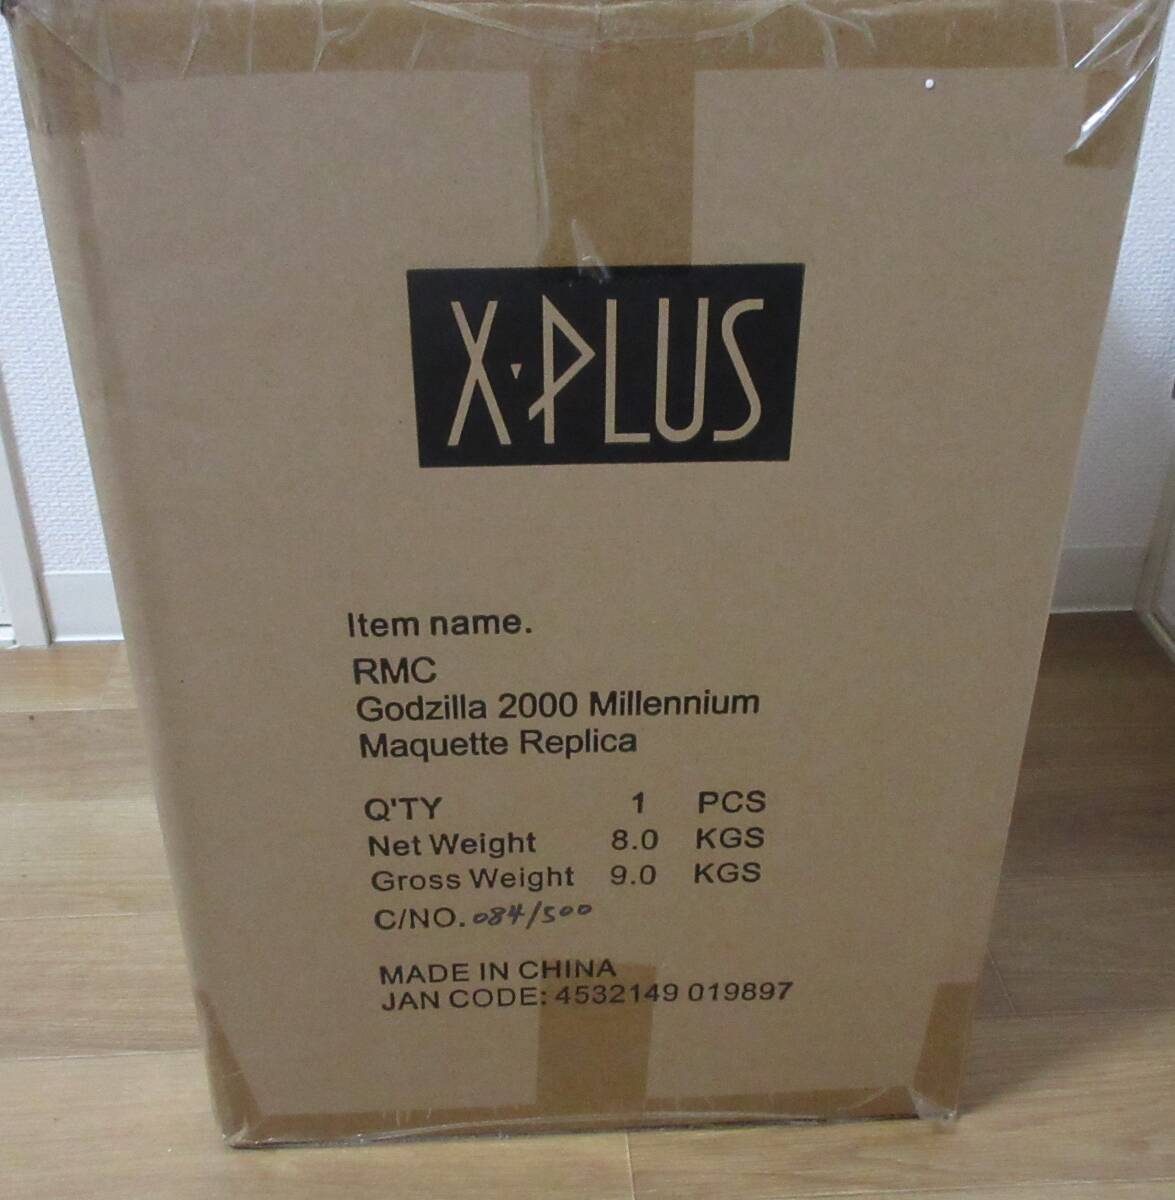 X·PLUS
Item name.
RMC
Godzilla 2000 Millennium
Maquette Replica
Q'TY 1 PCS
Net Weight 8.0 KGS
Gross Weight 9.0 KGS
C/NO. 084/500
MADE IN CHINA
JAN CODE: 4532149 019897